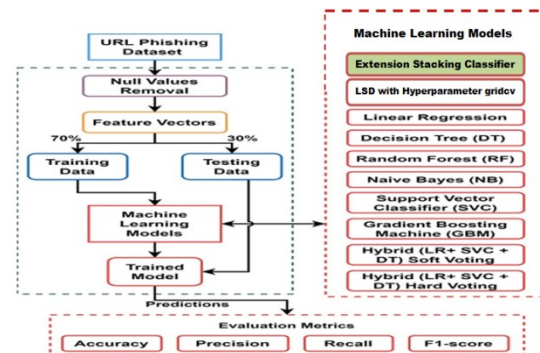 URL Phishing
Dataset
Null Values
Removal
Feature Vectors
70%
30%
Training
Data
Testing
Data
Machine
Learning
Models
Trained
Model
Predictions
Machine Learning Models
Extension Stacking Classifier
LSD with Hyperparameter gridcv
Linear Regression
Decision Tree (DT)
Random Forest (RF)
Naive Bayes (NB)
Support Vector
Classifier (SVC)
Gradient Boosting
Machine (GBM)
Hybrid (LR+ SVC +
DT) Soft Voting
Hybrid (LR+ SVC +
DT) Hard Voting
Evaluation Metrics
Accuracy
Precision
Recall
F1-score